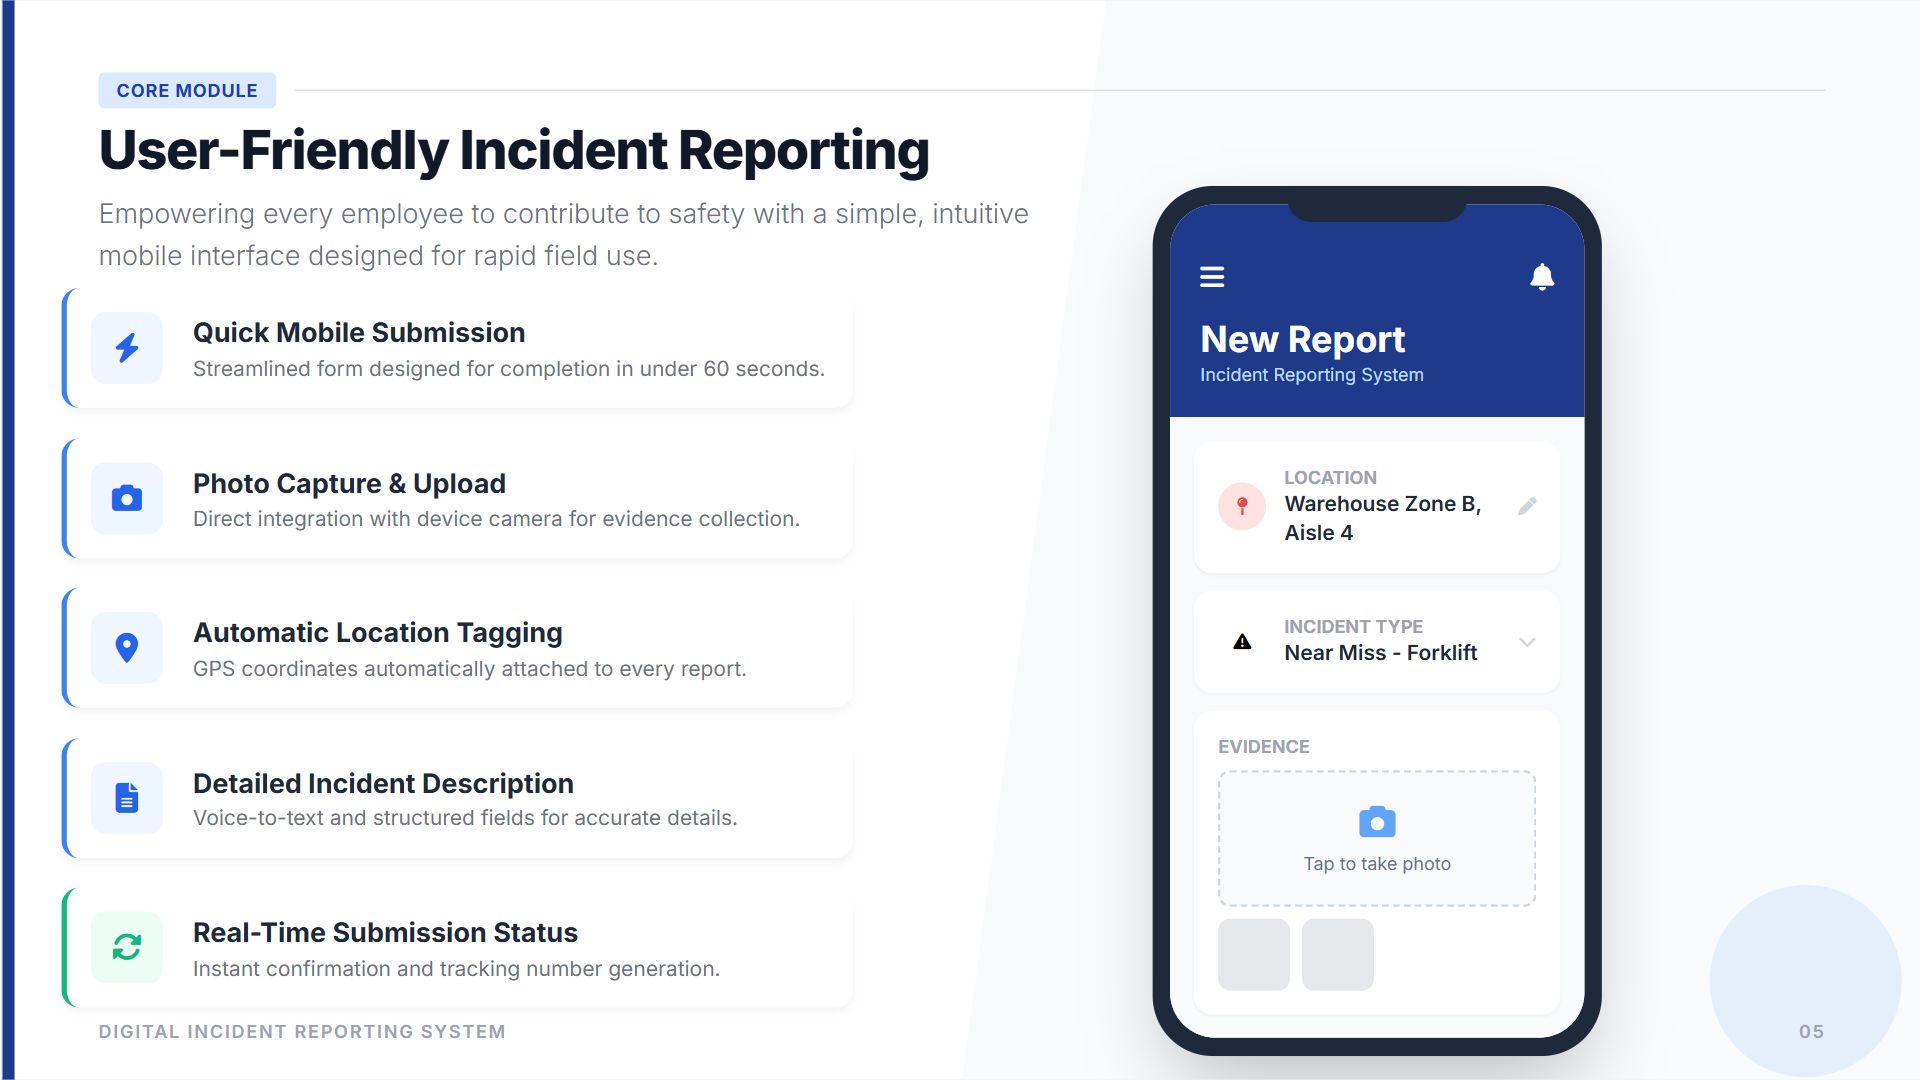 CORE MODULE
User-Friendly Incident Reporting
Empowering every employee to contribute to safety with a simple, intuitive
mobile interface designed for rapid field use.
Quick Mobile Submission
Streamlined form designed for completion in under 60 seconds.
Photo Capture & Upload
Direct integration with device camera for evidence collection.
Automatic Location Tagging
GPS coordinates automatically attached to every report.
Detailed Incident Description
Voice-to-text and structured fields for accurate details.
Real-Time Submission Status
Instant confirmation and tracking number generation.
New Report
Incident Reporting System
LOCATION
Warehouse Zone B,
Aisle 4
INCIDENT TYPE
Near Miss - Forklift
EVIDENCE
Tap to take photo
DIGITAL INCIDENT REPORTING SYSTEM
05